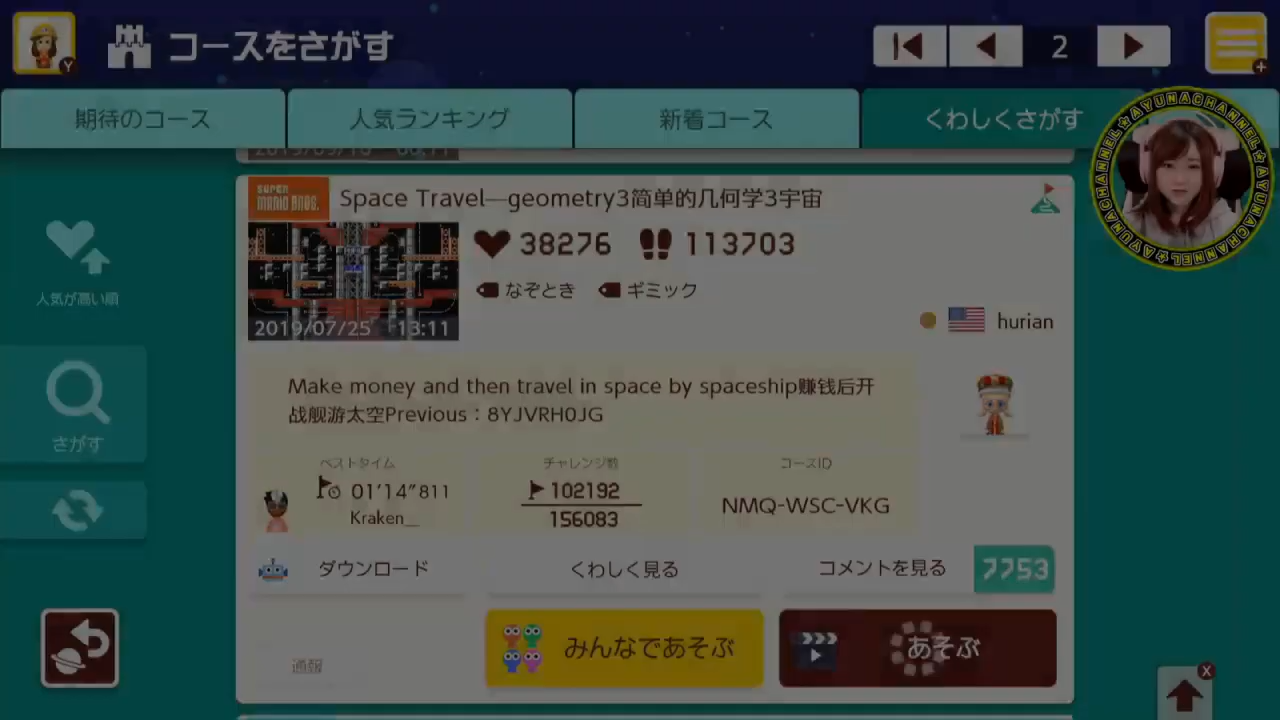 コースをさがす
2
Y
+
期待のコース
人気ランキング
新着コース
くわしくさがす
AYUNACHANNEL★AYUNACHANNEL★AYUNACHANNEL★
SUPER
MARIO BROS.
Space Travel—geometry3简单的几何学3宇宙
38276
113703
なぞとき
ギミック
2019/07/25 13:11
hurian
人気が高い順
Make money and then travel in space by spaceship赚钱后开
战舰游太空Previous：8YJVRH0JG
さがす
ベストタイム
チャレンジ数
コースID
01'14"811
Kraken__
102192
156083
NMQ-WSC-VKG
ダウンロード
くわしく見る
コメントを見る
7753
通報
みんなであそぶ
あそぶ
X